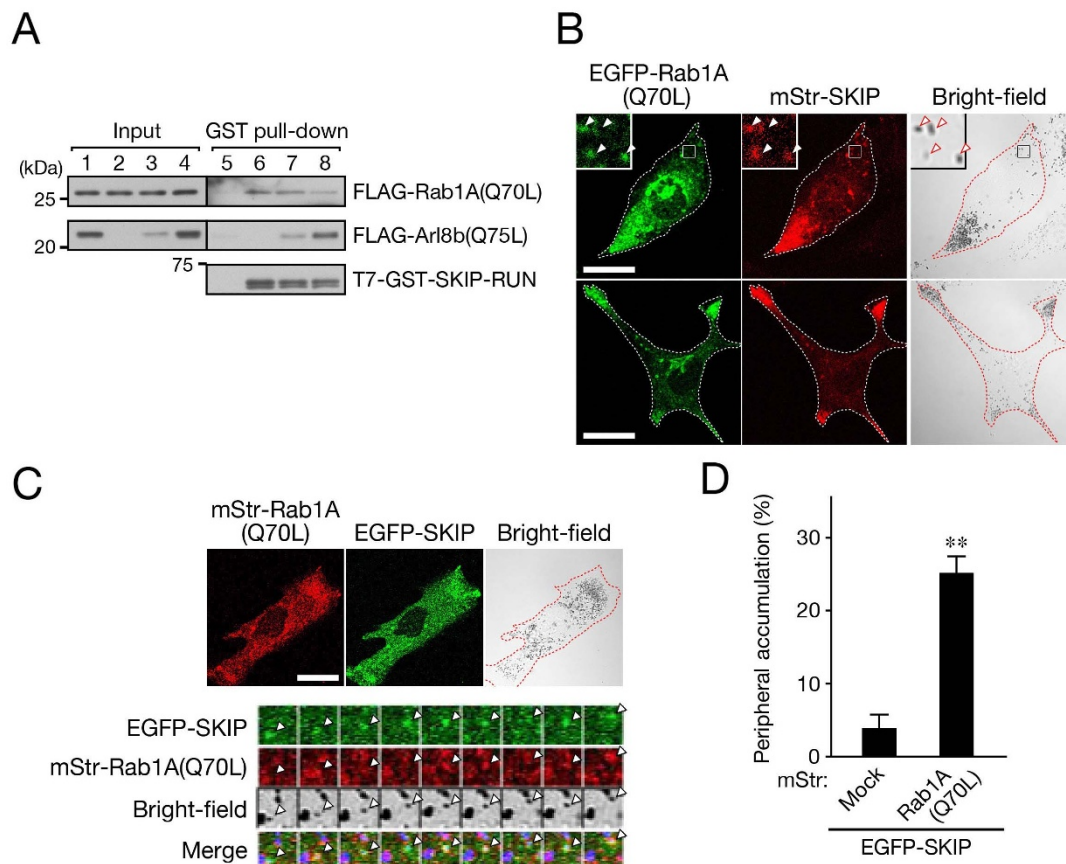 A
Input GST pull-down
(kDa) 1 2 3 4 5 6 7 8
25 FLAG-Rab1A(Q70L)
20 FLAG-Arl8b(Q75L)
75
T7-GST-SKIP-RUN
B
EGFP-Rab1A
(Q70L) mStr-SKIP Bright-field
C
mStr-Rab1A
(Q70L) EGFP-SKIP Bright-field
EGFP-SKIP
mStr-Rab1A(Q70L)
Bright-field
Merge
D
Peripheral accumulation (%)
30
20
10
0
**
mStr: Mock Rab1A
(Q70L)
EGFP-SKIP